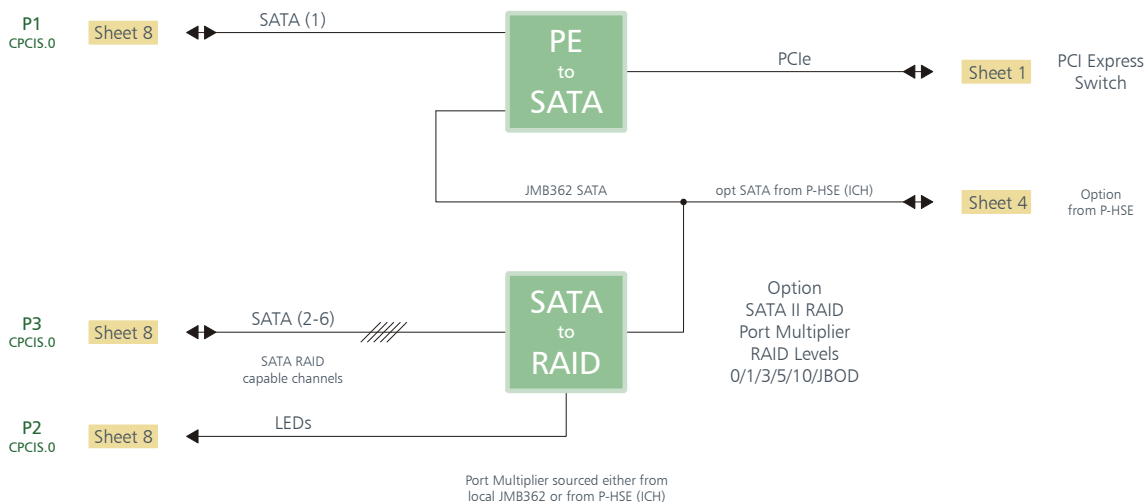 P1
CPCIS.0
Sheet 8
SATA (1)
PE
to
SATA
PCIe
Sheet 1
PCI Express
Switch
JMB362 SATA
opt SATA from P-HSE (ICH)
Sheet 4
Option
from P-HSE
P3
CPCIS.0
Sheet 8
SATA (2-6)
SATA RAID
capable channels
SATA
to
RAID
Option
SATA II RAID
Port Multiplier
RAID Levels
0/1/3/5/10/JBOD
P2
CPCIS.0
Sheet 8
LEDs
Port Multiplier sourced either from
local JMB362 or from P-HSE (ICH)